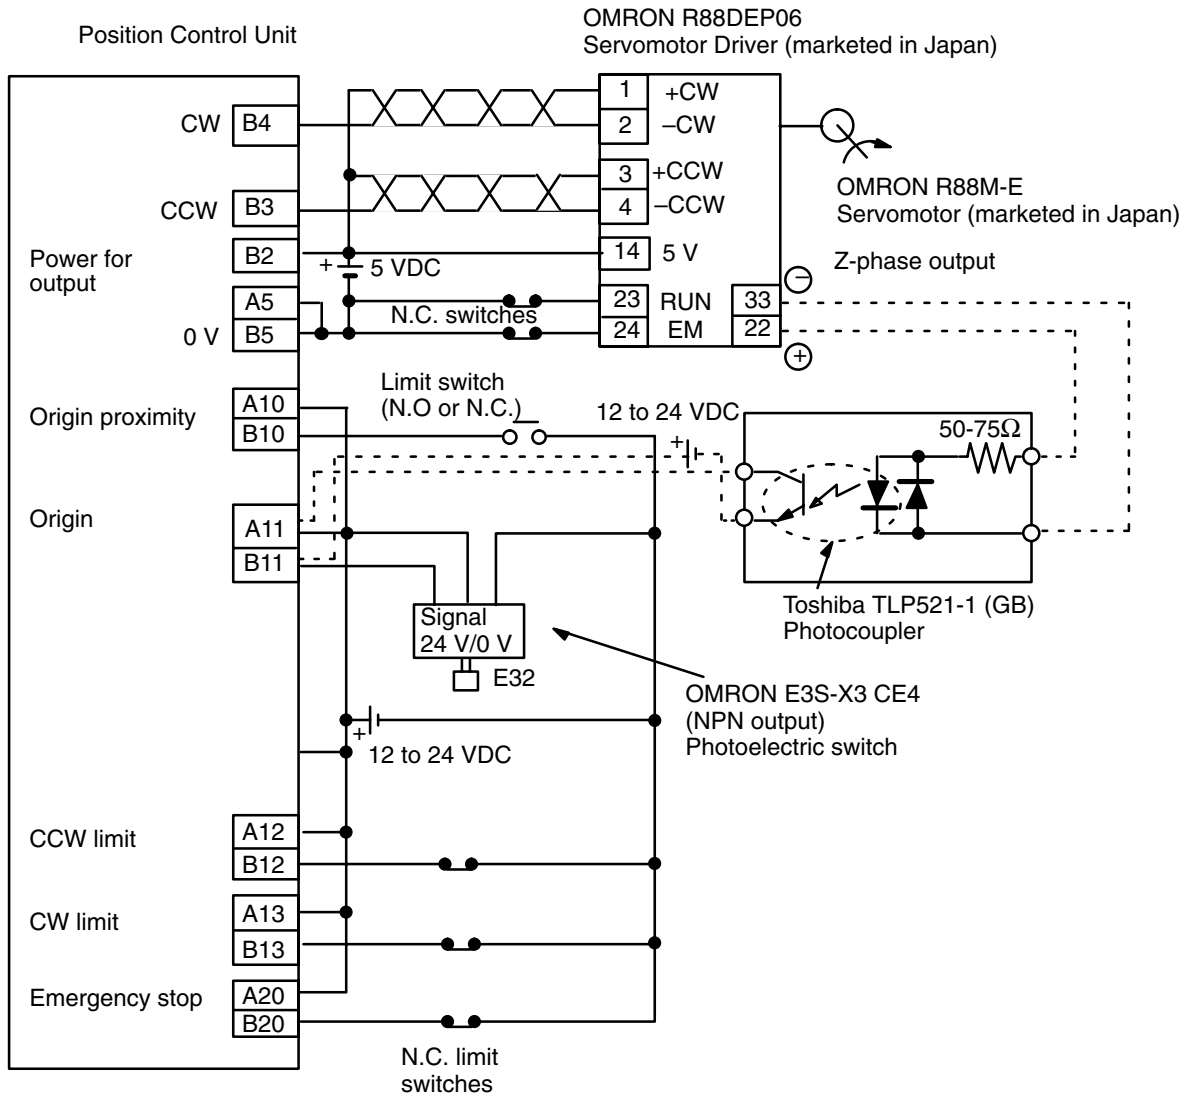 OMRON R88DEP06
Servomotor Driver (marketed in Japan)
Position Control Unit
CW
B4
1
+CW
2
–CW
3
+CCW
CCW
B3
4
–CCW
OMRON R88M-E
Servomotor (marketed in Japan)
Power for
output
B2
+
5 VDC
14
5 V
Z-phase output
–
A5
N.C. switches
23
RUN
33
0 V
B5
24
EM
22
+
Limit switch
(N.O or N.C.)
Origin proximity
A10
B10
12 to 24 VDC
+
50-75Ω
Origin
A11
B11
Signal
24 V/0 V
E32
Toshiba TLP521-1 (GB)
Photocoupler
OMRON E3S-X3 CE4
(NPN output)
Photoelectric switch
+
12 to 24 VDC
CCW limit
A12
B12
CW limit
A13
B13
Emergency stop
A20
B20
N.C. limit
switches